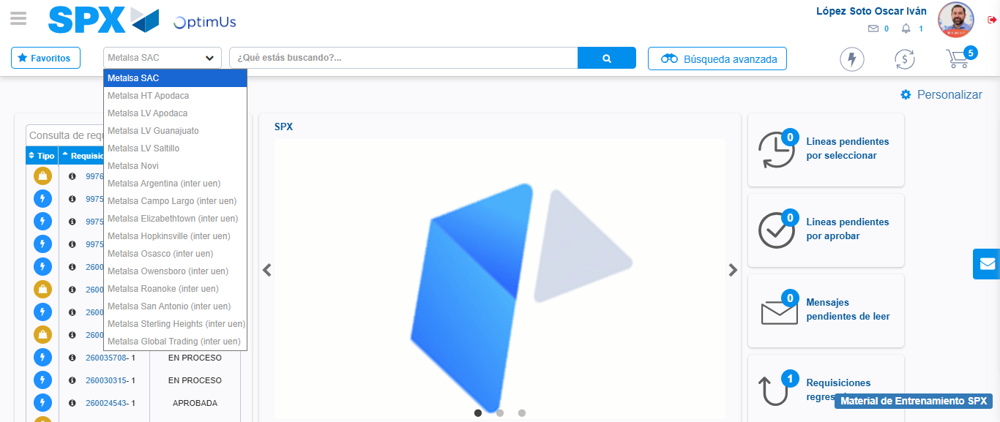 SPX
OptimUs
López Soto Oscar Iván
0
1
Favoritos
Metalsa SAC
¿Qué estás buscando?...
Búsqueda avanzada
5
Metalsa SAC
Metalsa HT Apodaca
Metalsa LV Apodaca
Metalsa LV Guanajuato
Metalsa LV Saltillo
Metalsa Novi
Metalsa Argentina (inter uen)
Metalsa Campo Largo (inter uen)
Metalsa Elizabethtown (inter uen)
Metalsa Hopkinsville (inter uen)
Metalsa Osasco (inter uen)
Metalsa Owensboro (inter uen)
Metalsa Roanoke (inter uen)
Metalsa San Antonio (inter uen)
Metalsa Sterling Heights (inter uen)
Metalsa Global Trading (inter uen)
Personalizar
Consulta de requ
Tipo
Requisic
9976
9975
9975
9975
2600
2600
2600
2600
260035708- 1 EN PROCESO
260030315- 1 EN PROCESO
260024543- 1 APROBADA
SPX
0
Lineas pendientes
por seleccionar
0
Lineas pendientes
por aprobar
0
Mensajes
pendientes de leer
1
Requisiciones
regres
Material de Entrenamiento SPX